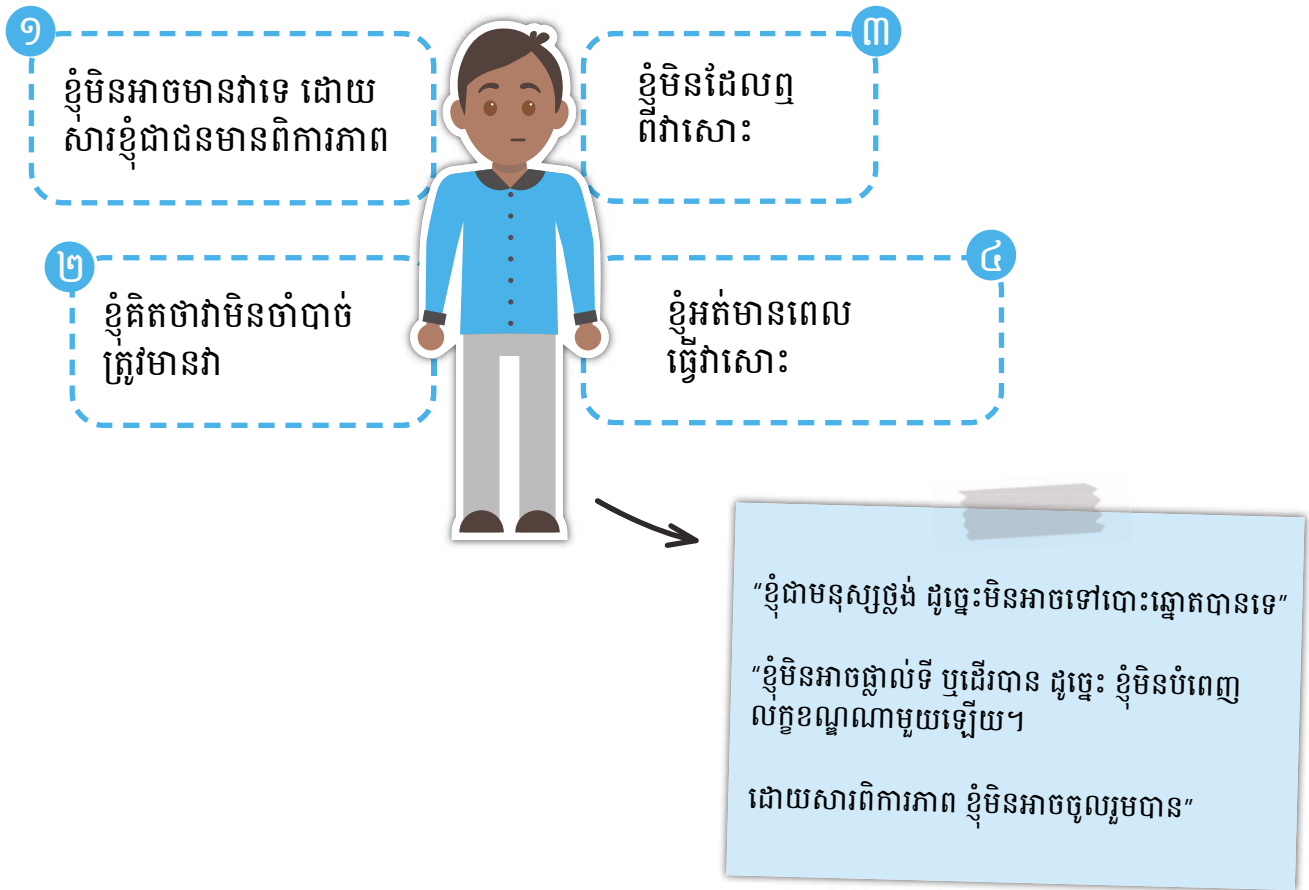 ១
ខ្ញុំមិនអាចមានវាទេ ដោយ
សារខ្ញុំជាជនមានពិការភាព
២
ខ្ញុំគិតថាវាមិនចាំបាច់
ត្រូវមានវា
៣
ខ្ញុំមិនដែលឮ
ពីវាសោះ
៤
ខ្ញុំអត់មានពេល
ធ្វើវាសោះ
"ខ្ញុំជាមនុស្សថ្លង់ ដូច្នេះមិនអាចទៅបោះឆ្នោតបានទេ"
"ខ្ញុំមិនអាចផ្លាល់ទី ឬដើរបាន ដូច្នេះ ខ្ញុំមិនបំពេញ
លក្ខខណ្ឌណាមួយឡើយ។
ដោយសារពិការភាព ខ្ញុំមិនអាចចូលរួមបាន"